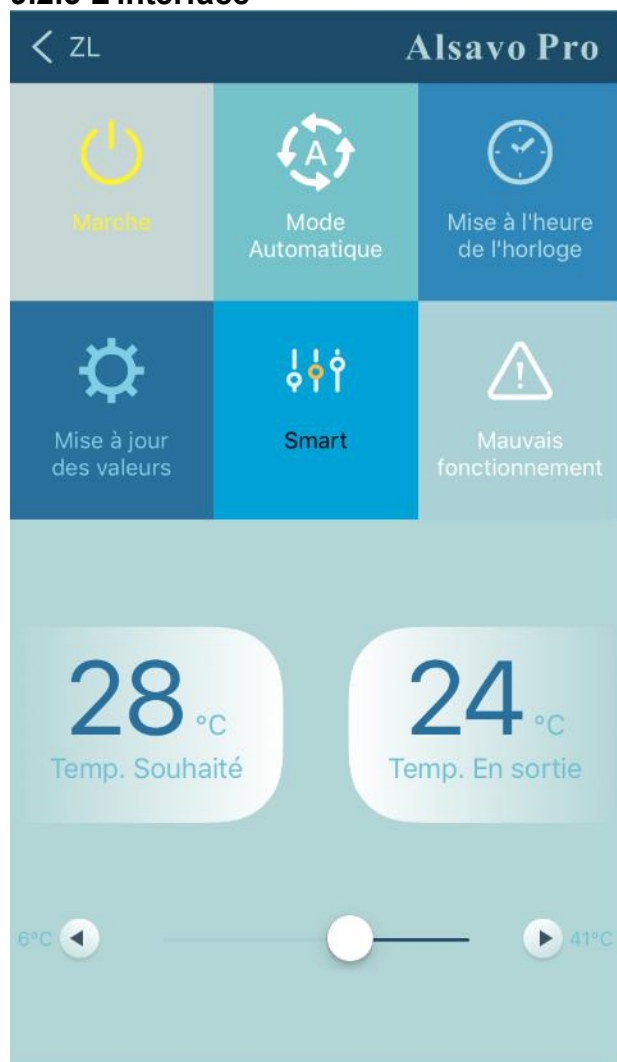 ZL
Alsavo Pro
Marche
Mode
Automatique
Mise à l'heure
de l'horloge
Mise à jour
des valeurs
Smart
Mauvais
fonctionnement
28 °C
Temp. Souhaité
24 °C
Temp. En sortie
6°C
41°C